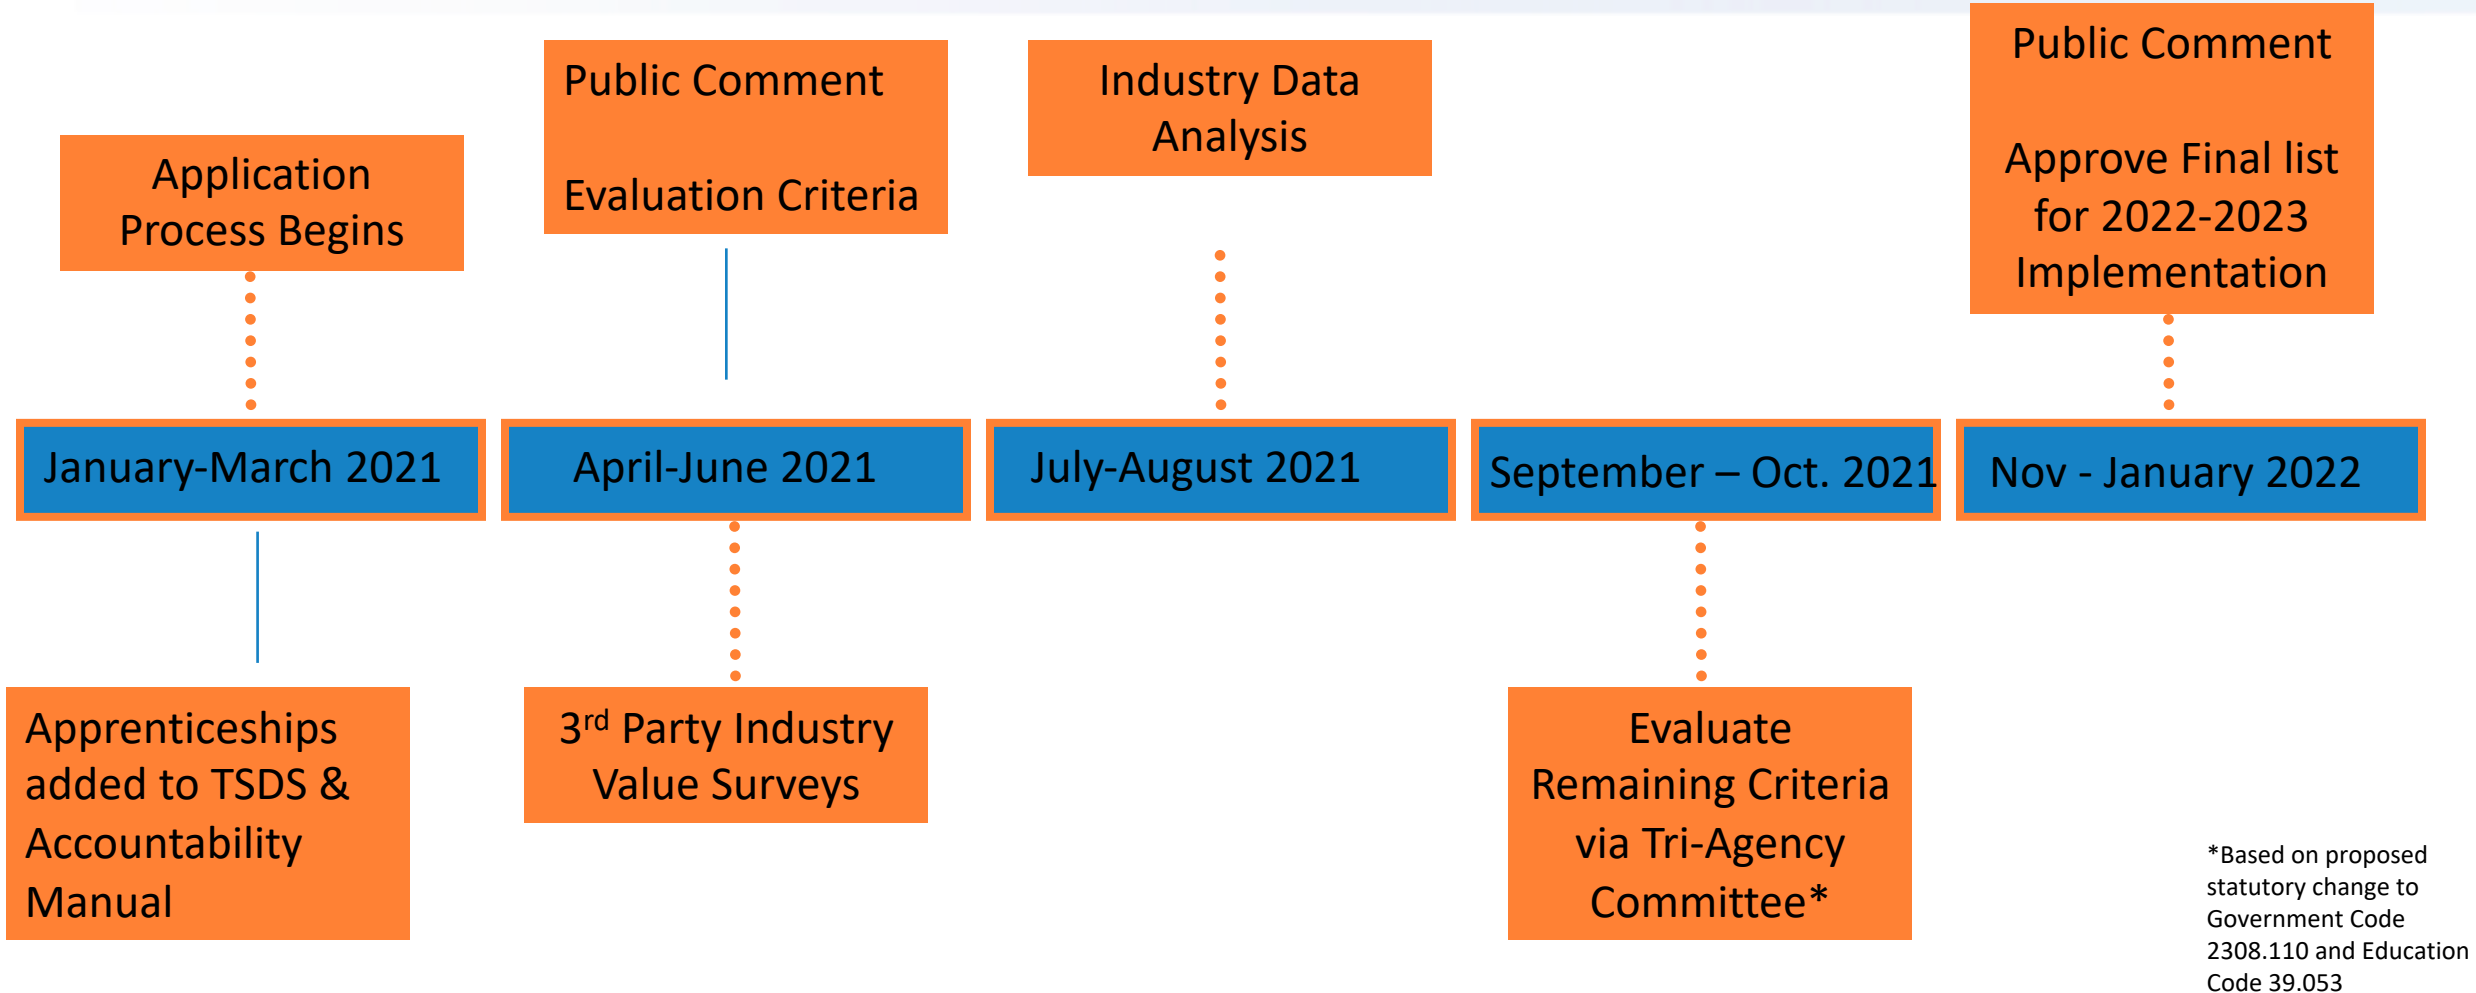 Application
Process Begins
Public Comment
Evaluation Criteria
Industry Data
Analysis
Public Comment
Approve Final list
for 2022-2023
Implementation
January-March 2021
April-June 2021
July-August 2021
September – Oct. 2021
Nov - January 2022
Apprenticeships
added to TSDS &
Accountability
Manual
3rd Party Industry
Value Surveys
Evaluate
Remaining Criteria
via Tri-Agency
Committee*
*Based on proposed
statutory change to
Government Code
2308.110 and Education
Code 39.053